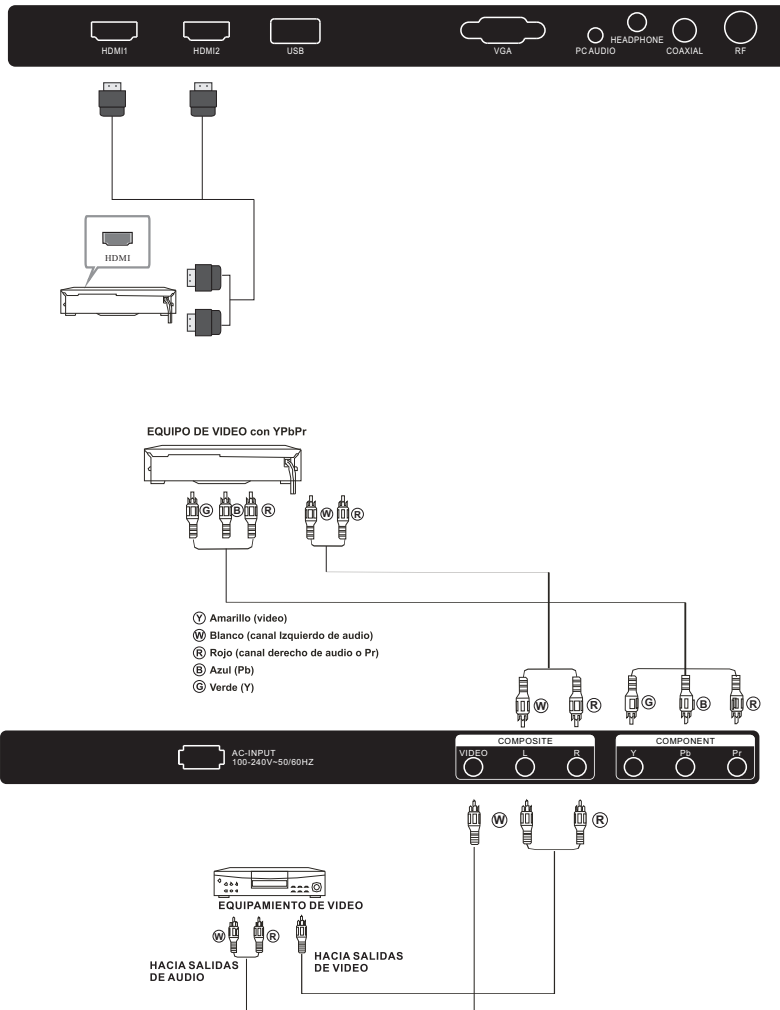 HDMI1
HDMI2
USB
VGA
PC AUDIO
HEADPHONE
COAXIAL
RF
HDMI
EQUIPO DE VIDEO con YPbPr
G B R W R
Y Amarillo (video)
W Blanco (canal Izquierdo de audio)
R Rojo (canal derecho de audio o Pr)
B Azul (Pb)
G Verde (Y)
W R G B R
AC-INPUT
100-240V~50/60HZ
COMPOSITE
VIDEO L R
COMPONENT
Y Pb Pr
W R
EQUIPAMIENTO DE VIDEO
W R
HACIA SALIDAS
DE AUDIO
HACIA SALIDAS
DE VIDEO